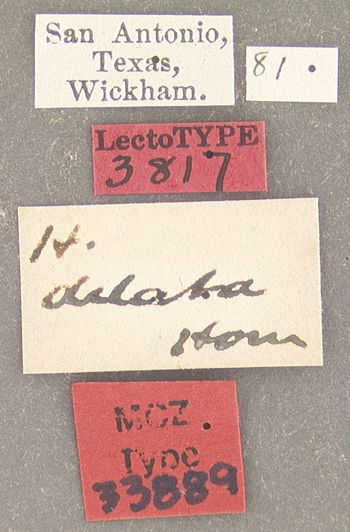 San Antonio,
Texas,
Wickham.
81.
LectoTYPE
3817
H.
delata
Horn
MCZ
Type
33889